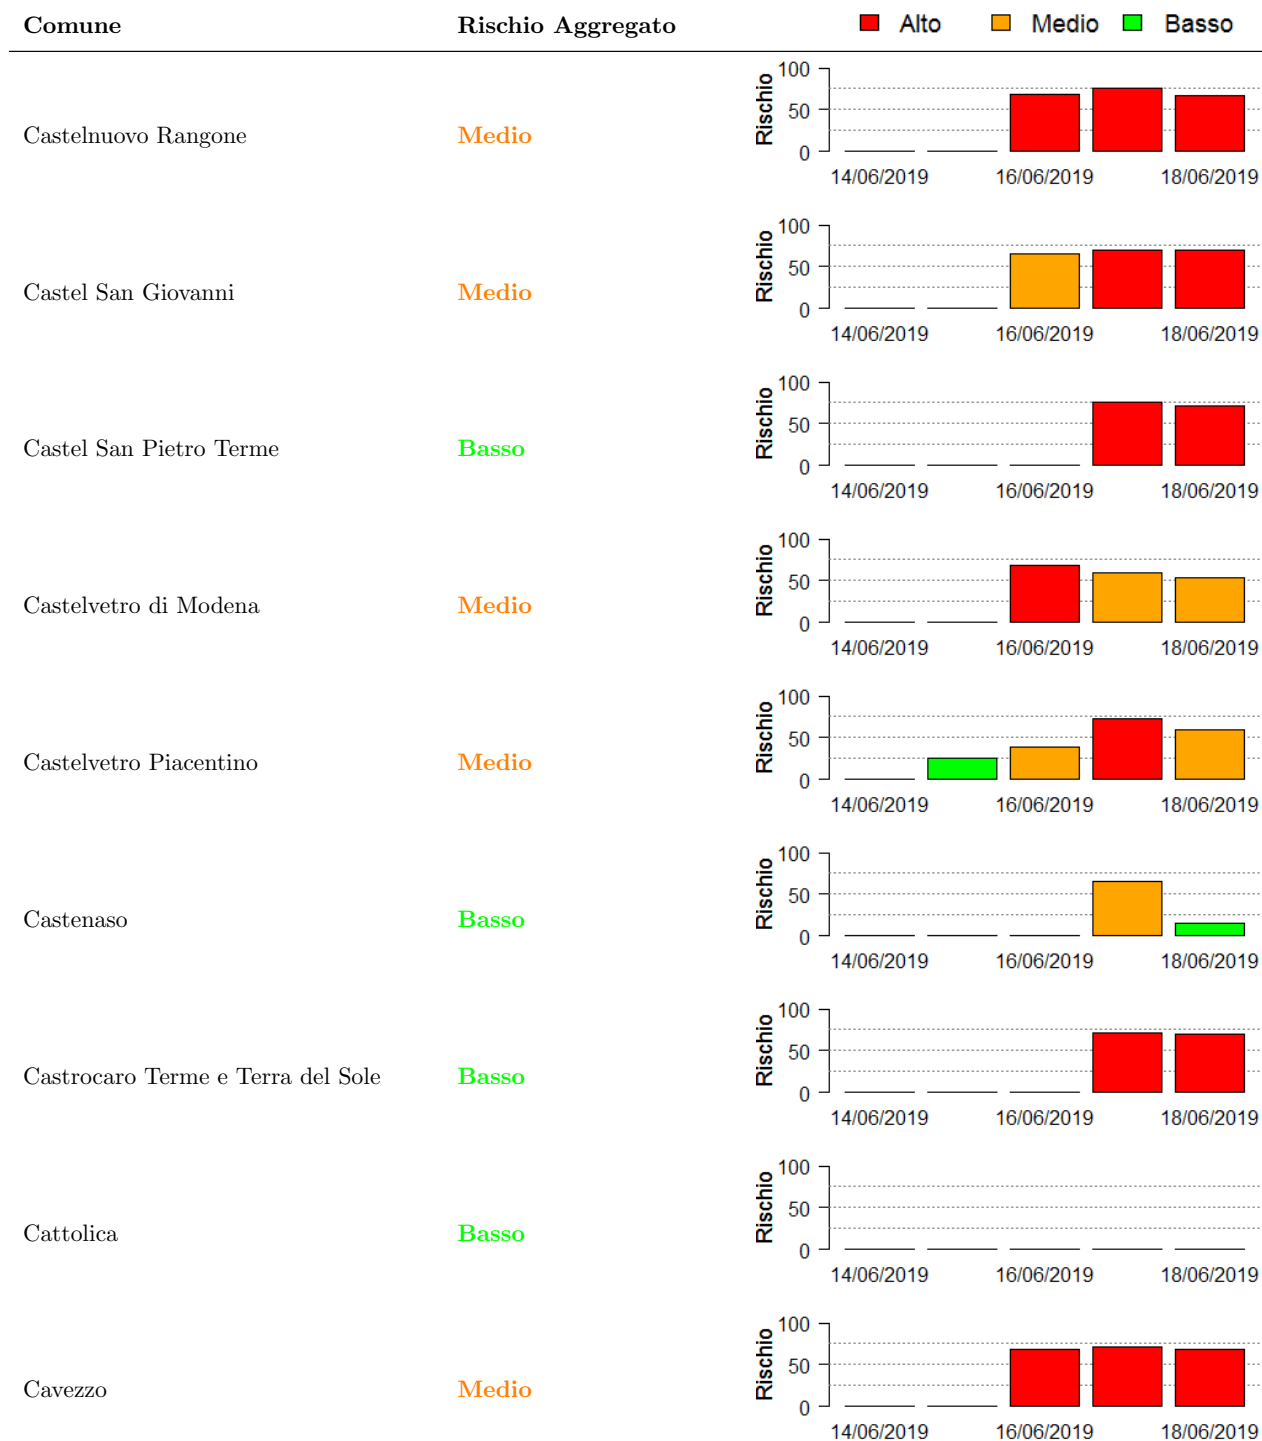 Comune Rischio Aggregato Alto Medio Basso
Castelnuovo Rangone Medio
Rischio
100
50
0
14/06/2019 16/06/2019 18/06/2019
Castel San Giovanni Medio
Rischio
100
50
0
14/06/2019 16/06/2019 18/06/2019
Castel San Pietro Terme Basso
Rischio
100
50
0
14/06/2019 16/06/2019 18/06/2019
Castelvetro di Modena Medio
Rischio
100
50
0
14/06/2019 16/06/2019 18/06/2019
Castelvetro Piacentino Medio
Rischio
100
50
0
14/06/2019 16/06/2019 18/06/2019
Castenaso Basso
Rischio
100
50
0
14/06/2019 16/06/2019 18/06/2019
Castrocaro Terme e Terra del Sole Basso
Rischio
100
50
0
14/06/2019 16/06/2019 18/06/2019
Cattolica Basso
Rischio
100
50
0
14/06/2019 16/06/2019 18/06/2019
Cavezzo Medio
Rischio
100
50
0
14/06/2019 16/06/2019 18/06/2019